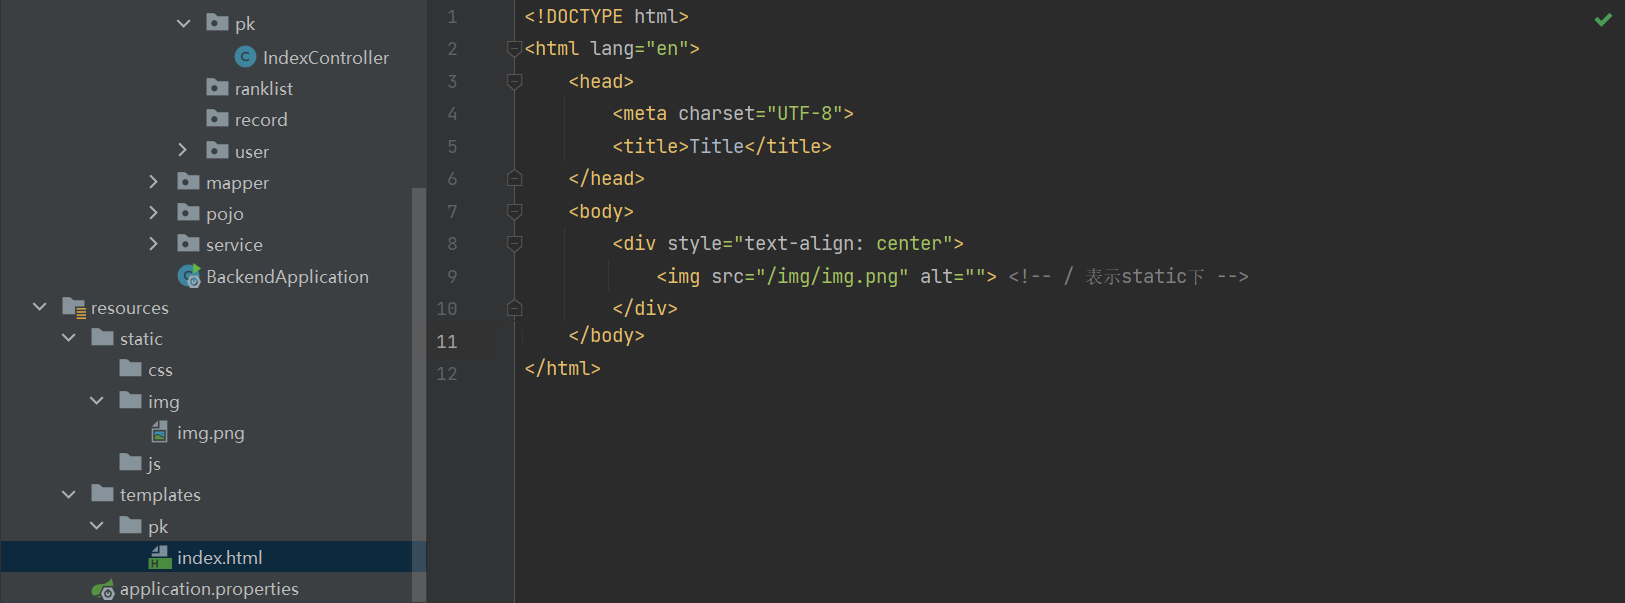 pk
IndexController
ranklist
record
user
mapper
pojo
service
BackendApplication
resources
static
css
img
img.png
js
templates
pk
index.html
application.properties
1 <!DOCTYPE html>
2 <html lang="en">
3 <head>
4 <meta charset="UTF-8">
5 <title>Title</title>
6 </head>
7 <body>
8 <div style="text-align: center">
9 <img src="/img/img.png" alt=""> <!-- / 表示static下 -->
10 </div>
11 </body>
12 </html>